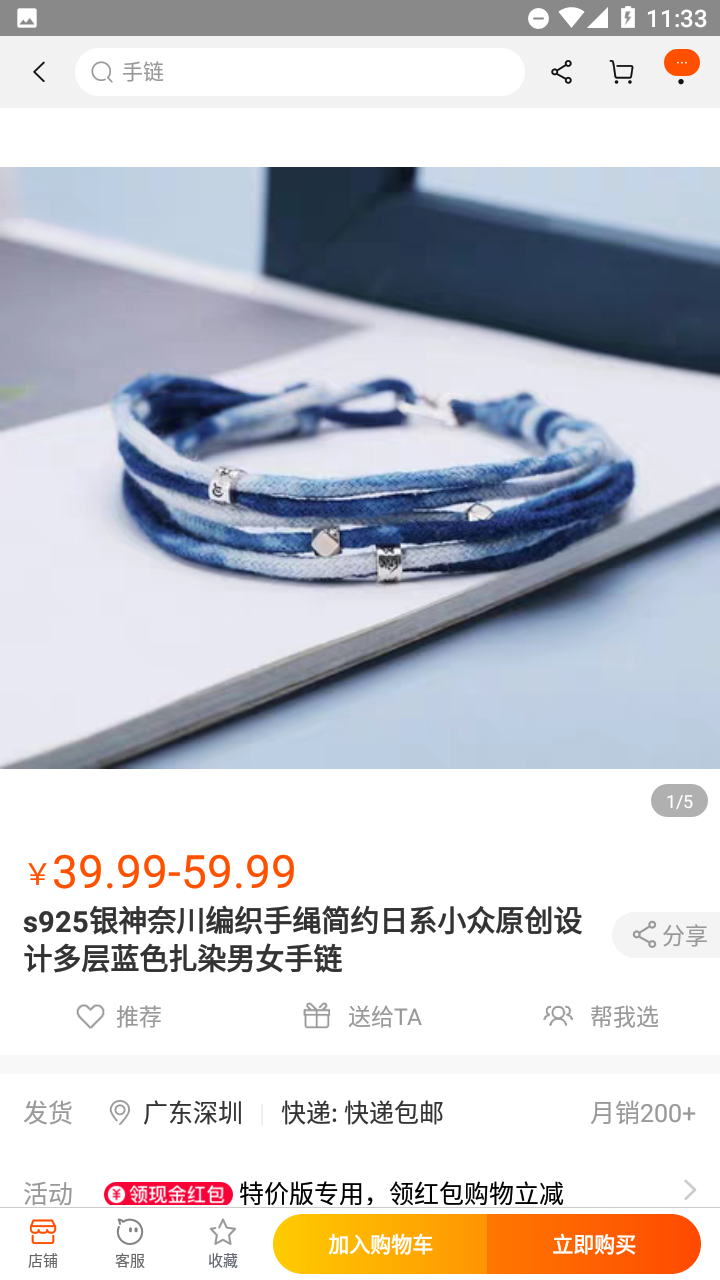 11:33
手链
1/5
¥39.99-59.99
s925银神奈川编织手绳简约日系小众原创设
计多层蓝色扎染男女手链
分享
推荐
送给TA
帮我选
发货
广东深圳
快递: 快递包邮
月销200+
活动
¥领现金红包
特价版专用，领红包购物立减
店铺
客服
收藏
加入购物车
立即购买